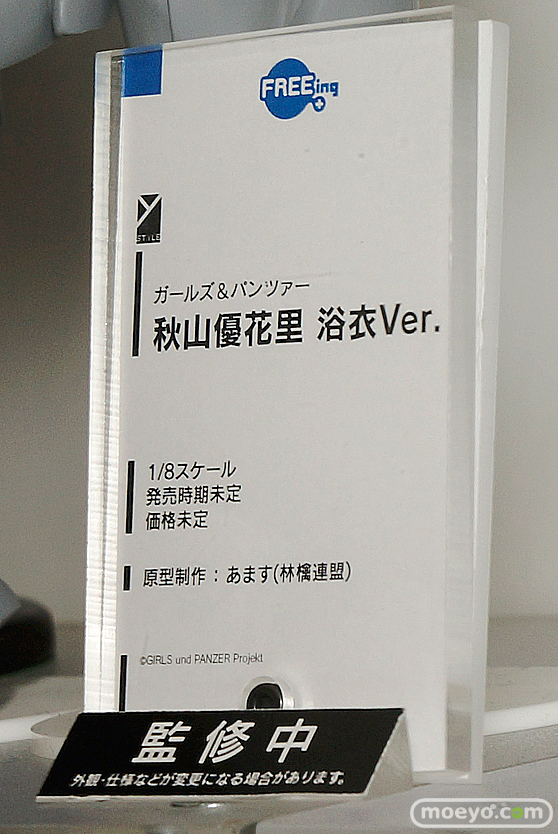 FREEing
Y
STYLE
ガールズ&パンツァー
秋山優花里 浴衣Ver.
1/8スケール
発売時期未定
価格未定
原型制作：あます(林檎連盟)
©GIRLS und PANZER Projekt
監修中
外観・仕様などが変更になる場合があります。
moeyo.com